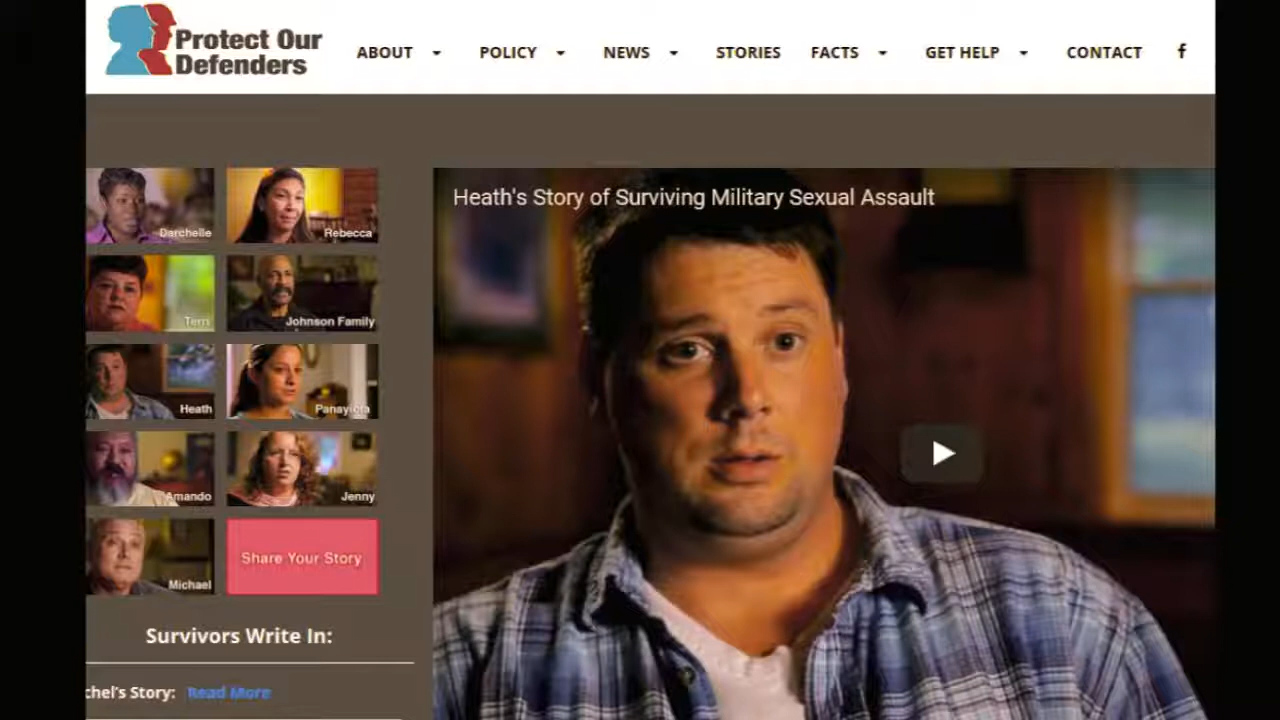 Protect Our
Defenders
ABOUT
POLICY
NEWS
STORIES
FACTS
GET HELP
CONTACT
f
Darchelle
Rebecca
Terri
Johnson Family
Heath
Panayiota
Amando
Jenny
Michael
Share Your Story
Survivors Write In:
chel's Story: Read More
Heath's Story of Surviving Military Sexual Assault